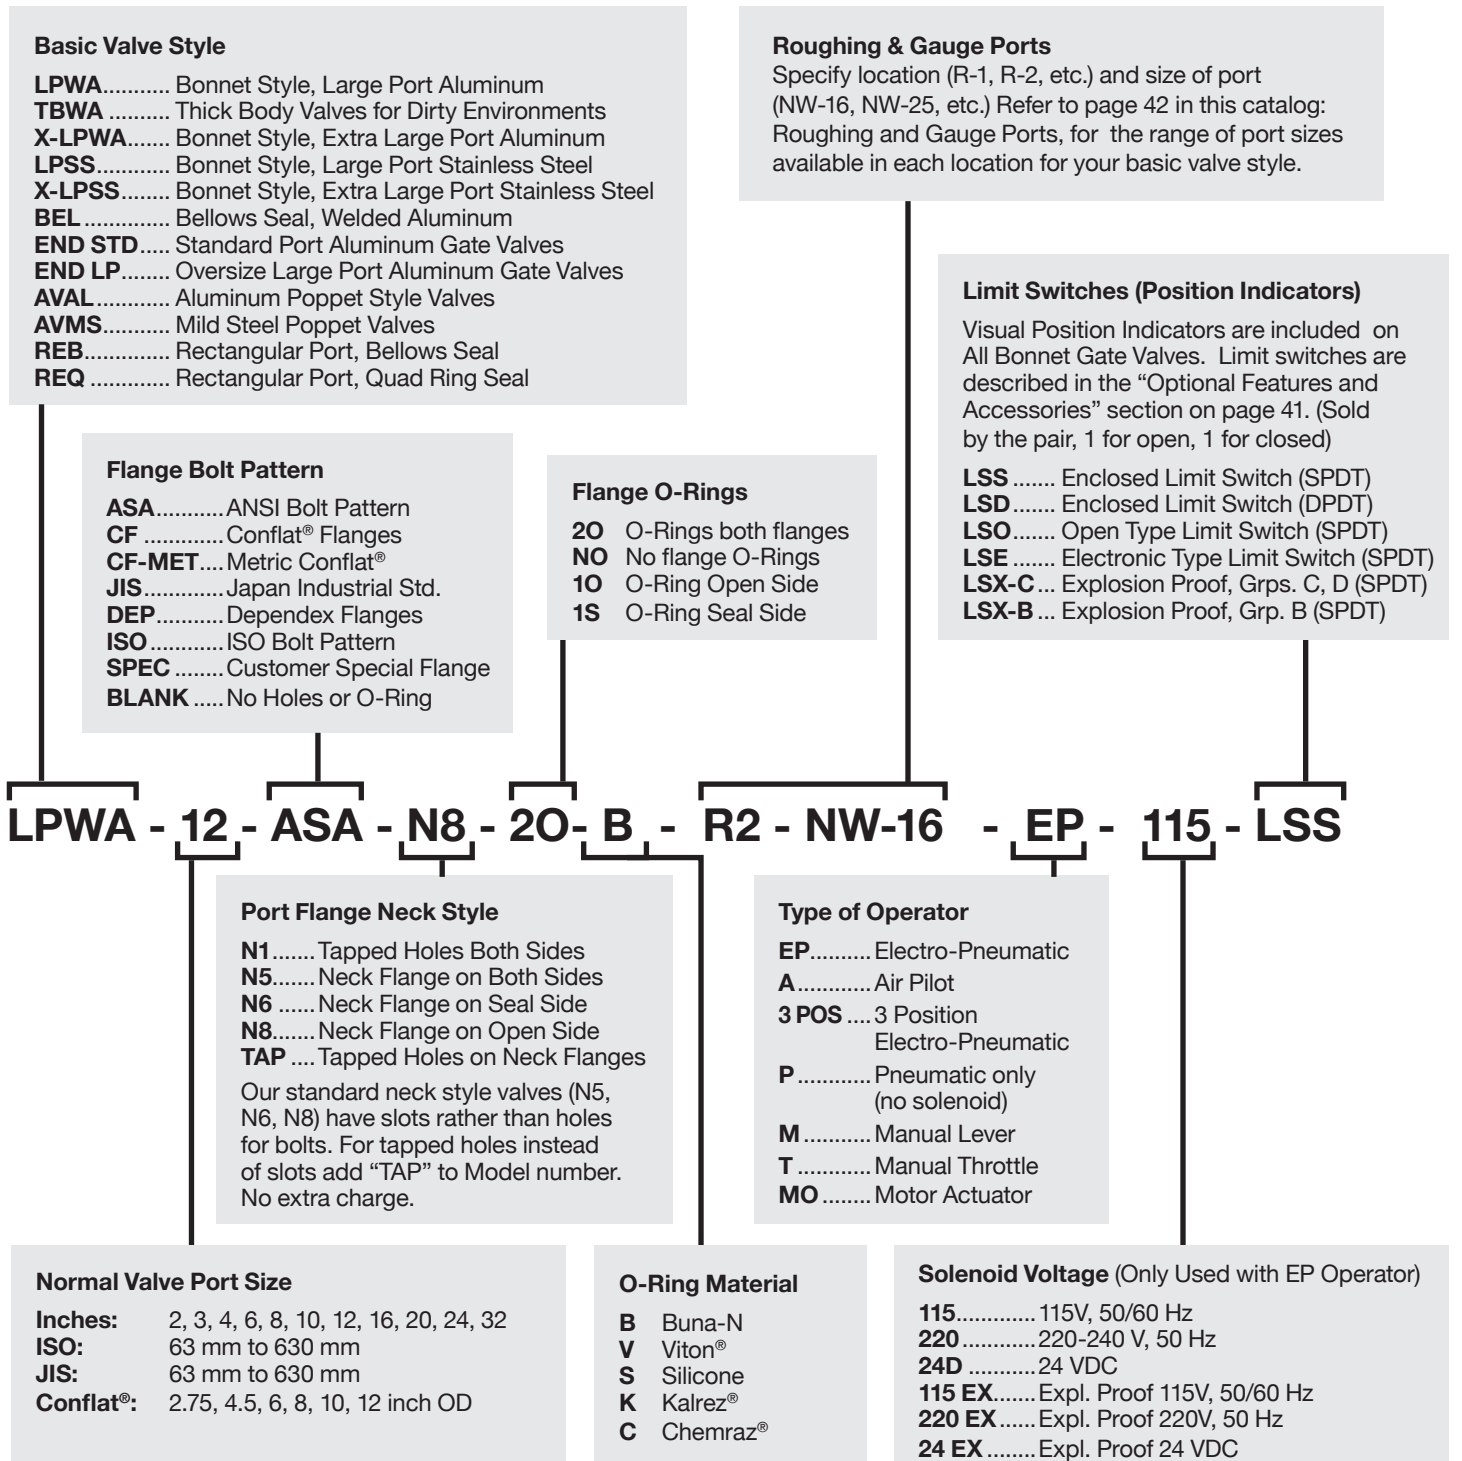 Basic Valve Style
LPWA........... Bonnet Style, Large Port Aluminum
TBWA .......... Thick Body Valves for Dirty Environments
X-LPWA....... Bonnet Style, Extra Large Port Aluminum
LPSS............ Bonnet Style, Large Port Stainless Steel
X-LPSS........ Bonnet Style, Extra Large Port Stainless Steel
BEL .............. Bellows Seal, Welded Aluminum
END STD..... Standard Port Aluminum Gate Valves
END LP........ Oversize Large Port Aluminum Gate Valves
AVAL............ Aluminum Poppet Style Valves
AVMS........... Mild Steel Poppet Valves
REB.............. Rectangular Port, Bellows Seal
REQ ............. Rectangular Port, Quad Ring Seal
Roughing & Gauge Ports
Specify location (R-1, R-2, etc.) and size of port
(NW-16, NW-25, etc.) Refer to page 42 in this catalog:
Roughing and Gauge Ports, for the range of port sizes
available in each location for your basic valve style.
Limit Switches (Position Indicators)
Visual Position Indicators are included on
All Bonnet Gate Valves. Limit switches are
described in the “Optional Features and
Accessories” section on page 41. (Sold
by the pair, 1 for open, 1 for closed)
LSS ....... Enclosed Limit Switch (SPDT)
LSD....... Enclosed Limit Switch (DPDT)
LSO....... Open Type Limit Switch (SPDT)
LSE ....... Electronic Type Limit Switch (SPDT)
LSX-C ... Explosion Proof, Grps. C, D (SPDT)
LSX-B ... Explosion Proof, Grp. B (SPDT)
Flange Bolt Pattern
ASA...........ANSI Bolt Pattern
CF .............Conflat® Flanges
CF-MET....Metric Conflat®
JIS..............Japan Industrial Std.
DEP...........Dependex Flanges
ISO ............ISO Bolt Pattern
SPEC ........Customer Special Flange
BLANK .....No Holes or O-Ring
Flange O-Rings
2O O-Rings both flanges
NO No flange O-Rings
1O O-Ring Open Side
1S O-Ring Seal Side
LPWA - 12 - ASA - N8 - 2O- B - R2 - NW-16 - EP - 115 - LSS
Port Flange Neck Style
N1.......Tapped Holes Both Sides
N5.......Neck Flange on Both Sides
N6 ......Neck Flange on Seal Side
N8.......Neck Flange on Open Side
TAP ....Tapped Holes on Neck Flanges
Our standard neck style valves (N5,
N6, N8) have slots rather than holes
for bolts. For tapped holes instead
of slots add “TAP” to Model number.
No extra charge.
Type of Operator
EP..........Electro-Pneumatic
A ............Air Pilot
3 POS ....3 Position
Electro-Pneumatic
P ............Pneumatic only
(no solenoid)
M ...........Manual Lever
T ............Manual Throttle
MO ........Motor Actuator
Normal Valve Port Size
Inches: 2, 3, 4, 6, 8, 10, 12, 16, 20, 24, 32
ISO: 63 mm to 630 mm
JIS: 63 mm to 630 mm
Conflat®: 2.75, 4.5, 6, 8, 10, 12 inch OD
O-Ring Material
B Buna-N
V Viton®
S Silicone
K Kalrez®
C Chemraz®
Solenoid Voltage (Only Used with EP Operator)
115.............115V, 50/60 Hz
220 ............220-240 V, 50 Hz
24D ...........24 VDC
115 EX.......Expl. Proof 115V, 50/60 Hz
220 EX ......Expl. Proof 220V, 50 Hz
24 EX ........Expl. Proof 24 VDC